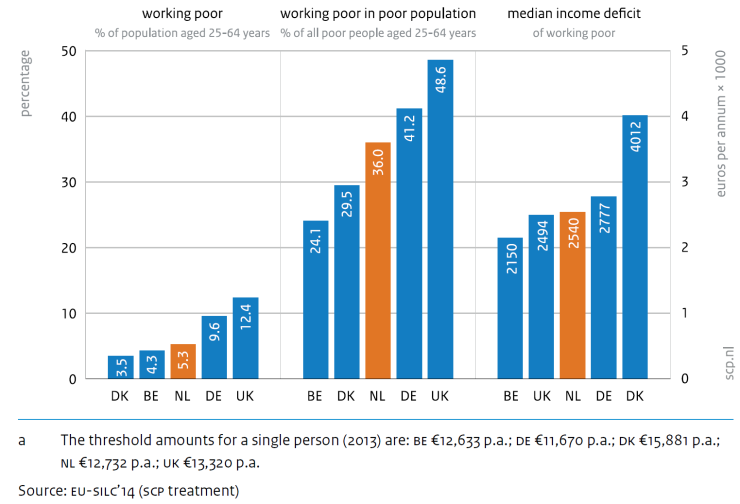 working poor
% of population aged 25-64 years
working poor in poor population
% of all poor people aged 25-64 years
median income deficit
of working poor
percentage
50
40
30
20
10
0
3.5
4.3
5.3
9.6
12.4
DK BE NL DE UK
24.1
29.5
36.0
41.2
48.6
BE DK NL DE UK
2150
2494
2540
2777
4012
BE UK NL DE DK
5
4
3
2
1
0
euros per annum × 1000
scp.nl
a The threshold amounts for a single person (2013) are: BE €12,633 p.a.; DE €11,670 p.a.; DK €15,881 p.a.;
NL €12,732 p.a.; UK €13,320 p.a.
Source: EU-SILC'14 (SCP treatment)